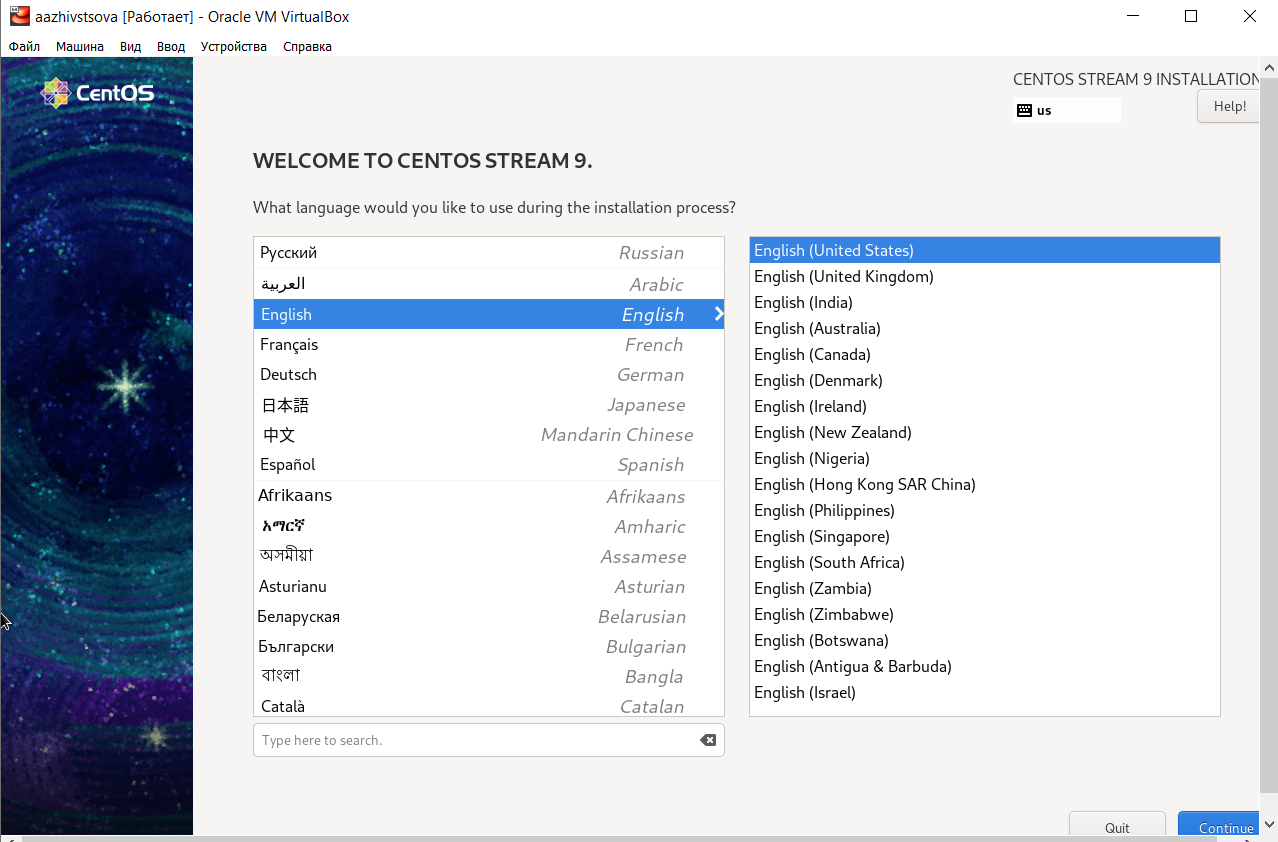 aazhivstsova [Работает] - Oracle VM VirtualBox
Файл Машина Вид Ввод Устройства Справка
CentOS
CENTOS STREAM 9 INSTALLATION
us
Help!
WELCOME TO CENTOS STREAM 9.
What language would you like to use during the installation process?
Русский Russian
العربية Arabic
English English
Français French
Deutsch German
日本語 Japanese
中文 Mandarin Chinese
Español Spanish
Afrikaans Afrikaans
አማርኛ Amharic
অসমীয়া Assamese
Asturianu Asturian
Беларуская Belarusian
Български Bulgarian
বাংলা Bangla
Català Catalan
Type here to search.
English (United States)
English (United Kingdom)
English (India)
English (Australia)
English (Canada)
English (Denmark)
English (Ireland)
English (New Zealand)
English (Nigeria)
English (Hong Kong SAR China)
English (Philippines)
English (Singapore)
English (South Africa)
English (Zambia)
English (Zimbabwe)
English (Botswana)
English (Antigua & Barbuda)
English (Israel)
Quit
Continue